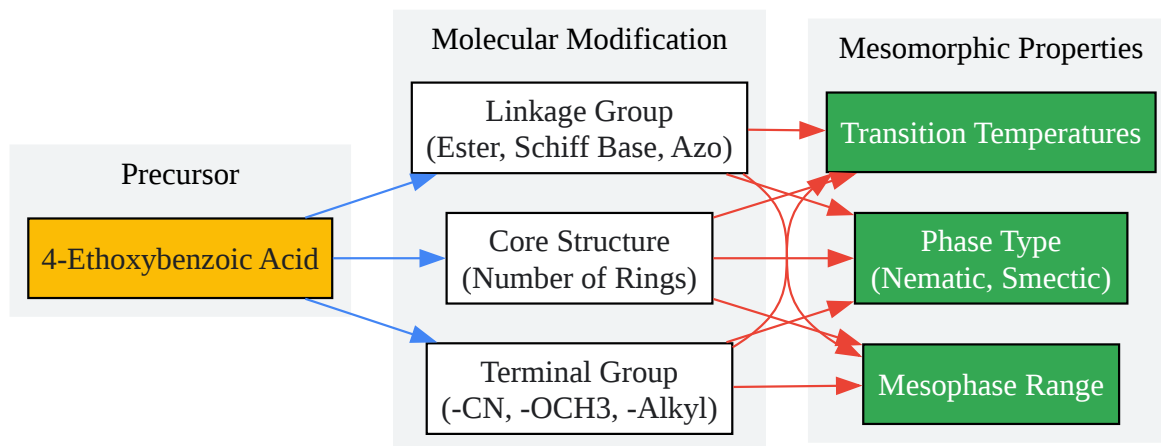 Precursor
4-Ethoxybenzoic Acid
Molecular Modification
Linkage Group
(Ester, Schiff Base, Azo)
Core Structure
(Number of Rings)
Terminal Group
(-CN, -OCH3, -Alkyl)
Mesomorphic Properties
Transition Temperatures
Phase Type
(Nematic, Smectic)
Mesophase Range